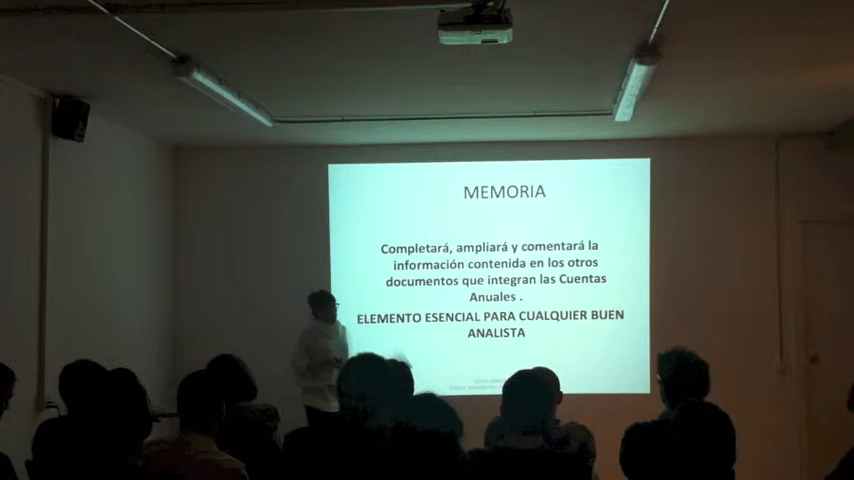 MEMORIA
Completará, ampliará y comentará la
información contenida en los otros
documentos que integran las Cuentas
Anuales .
ELEMENTO ESENCIAL PARA CUALQUIER BUEN
ANALISTA